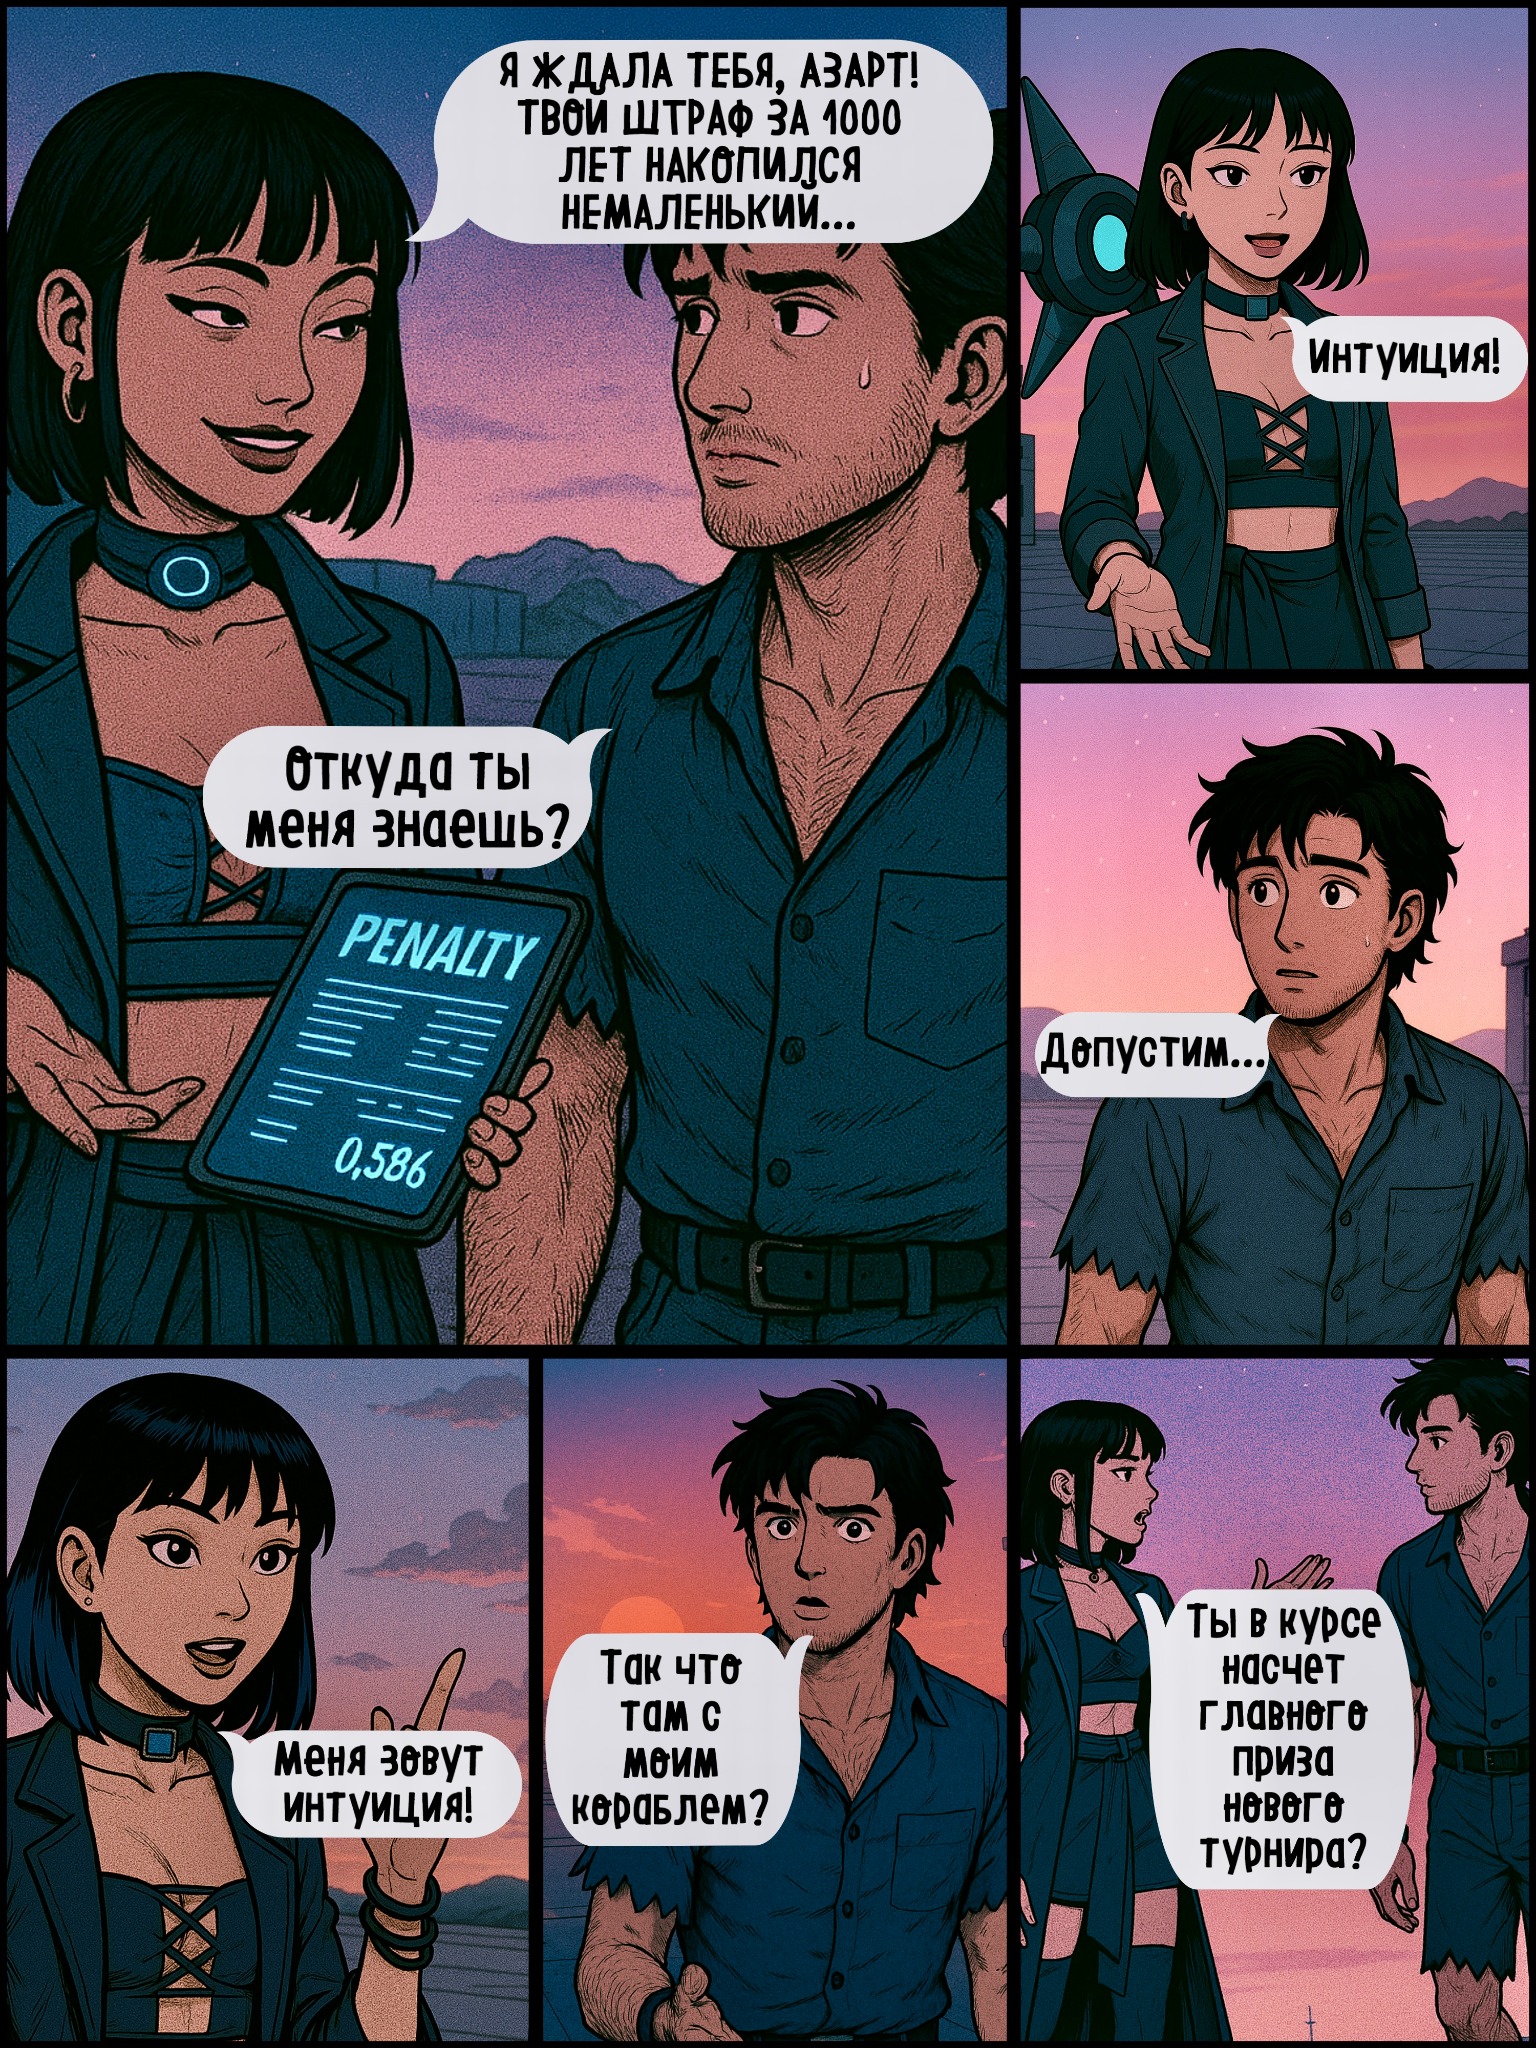 Я ЖДАЛА ТЕБЯ, АЗАРТ!
ТВОЙ ШТРАФ ЗА 1000
ЛЕТ НАКОПИЛСЯ
НЕМАЛЕНЬКИЙ...
Откуда ты
меня знаешь?
PENALTY
0,586
Интуиция!
Допустим...
Меня зовут
интуиция!
Так что
там с
моим
кораблем?
Ты в курсе
насчет
главного
приза
нового
турнира?